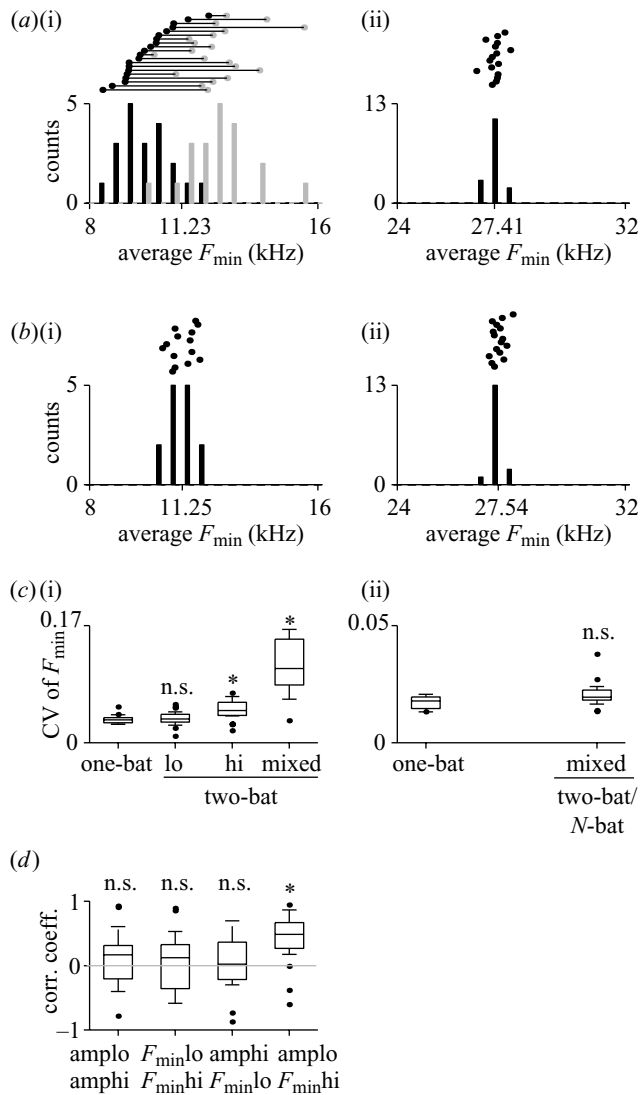 (a)(i)
(ii)
5
counts
0
8 11.23 16
average Fmin (kHz)
13
0
24 27.41 32
average Fmin (kHz)
(b)(i)
(ii)
5
counts
0
8 11.25 16
average Fmin (kHz)
13
0
24 27.54 32
average Fmin (kHz)
(c)(i)
(ii)
0.17
CV of Fmin
0
n.s.
*
*
one-bat lo hi mixed
two-bat
0.05
0
n.s.
one-bat mixed
two-bat/
N-bat
(d)
n.s. n.s. n.s. *
1
corr. coeff.
0
–1
amplo Fminlo amphi amplo
amphi Fminhi Fminlo Fminhi